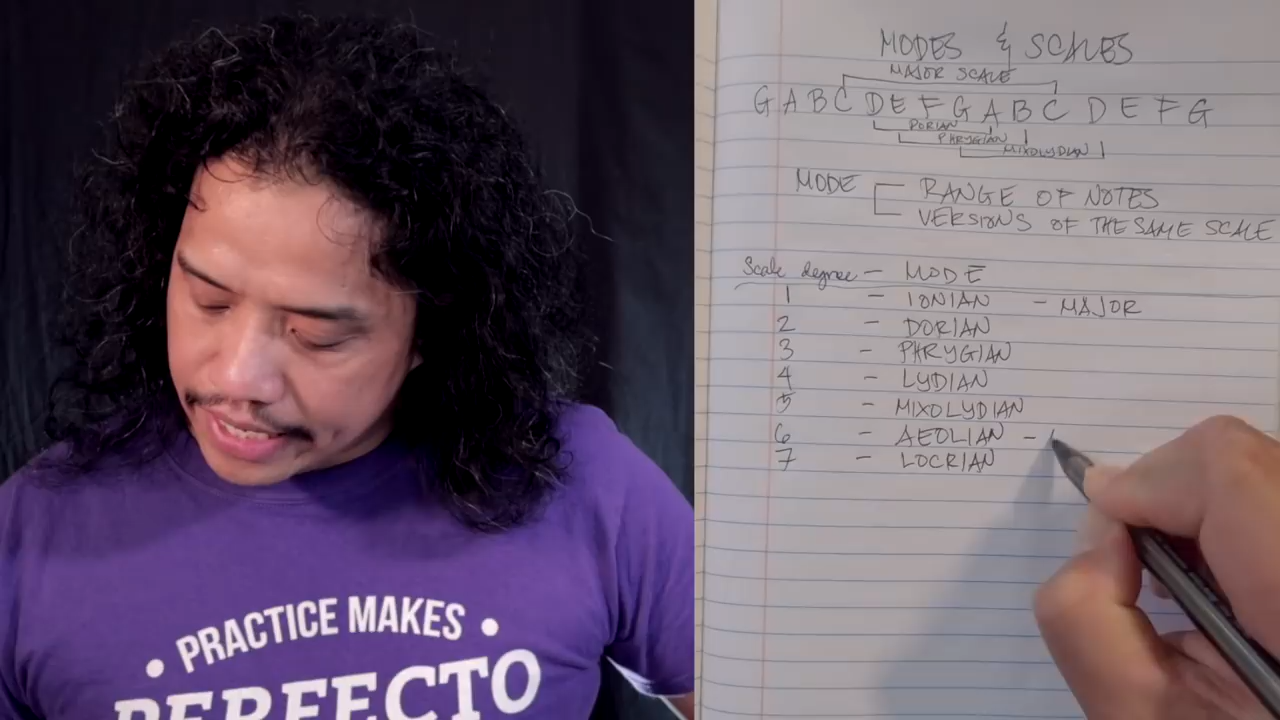 • PRACTICE MAKES •
PERFECTO
MODES & SCALES
MAJOR SCALE
G A B C D E F G A B C D E F G
DORIAN
PHRYGIAN
MIXOLYDIAN
MODE RANGE OF NOTES
VERSIONS OF THE SAME SCALE
Scale degree - MODE
1 - IONIAN - MAJOR
2 - DORIAN
3 - PHRYGIAN
4 - LYDIAN
5 - MIXOLYDIAN
6 - AEOLIAN -
7 - LOCRIAN